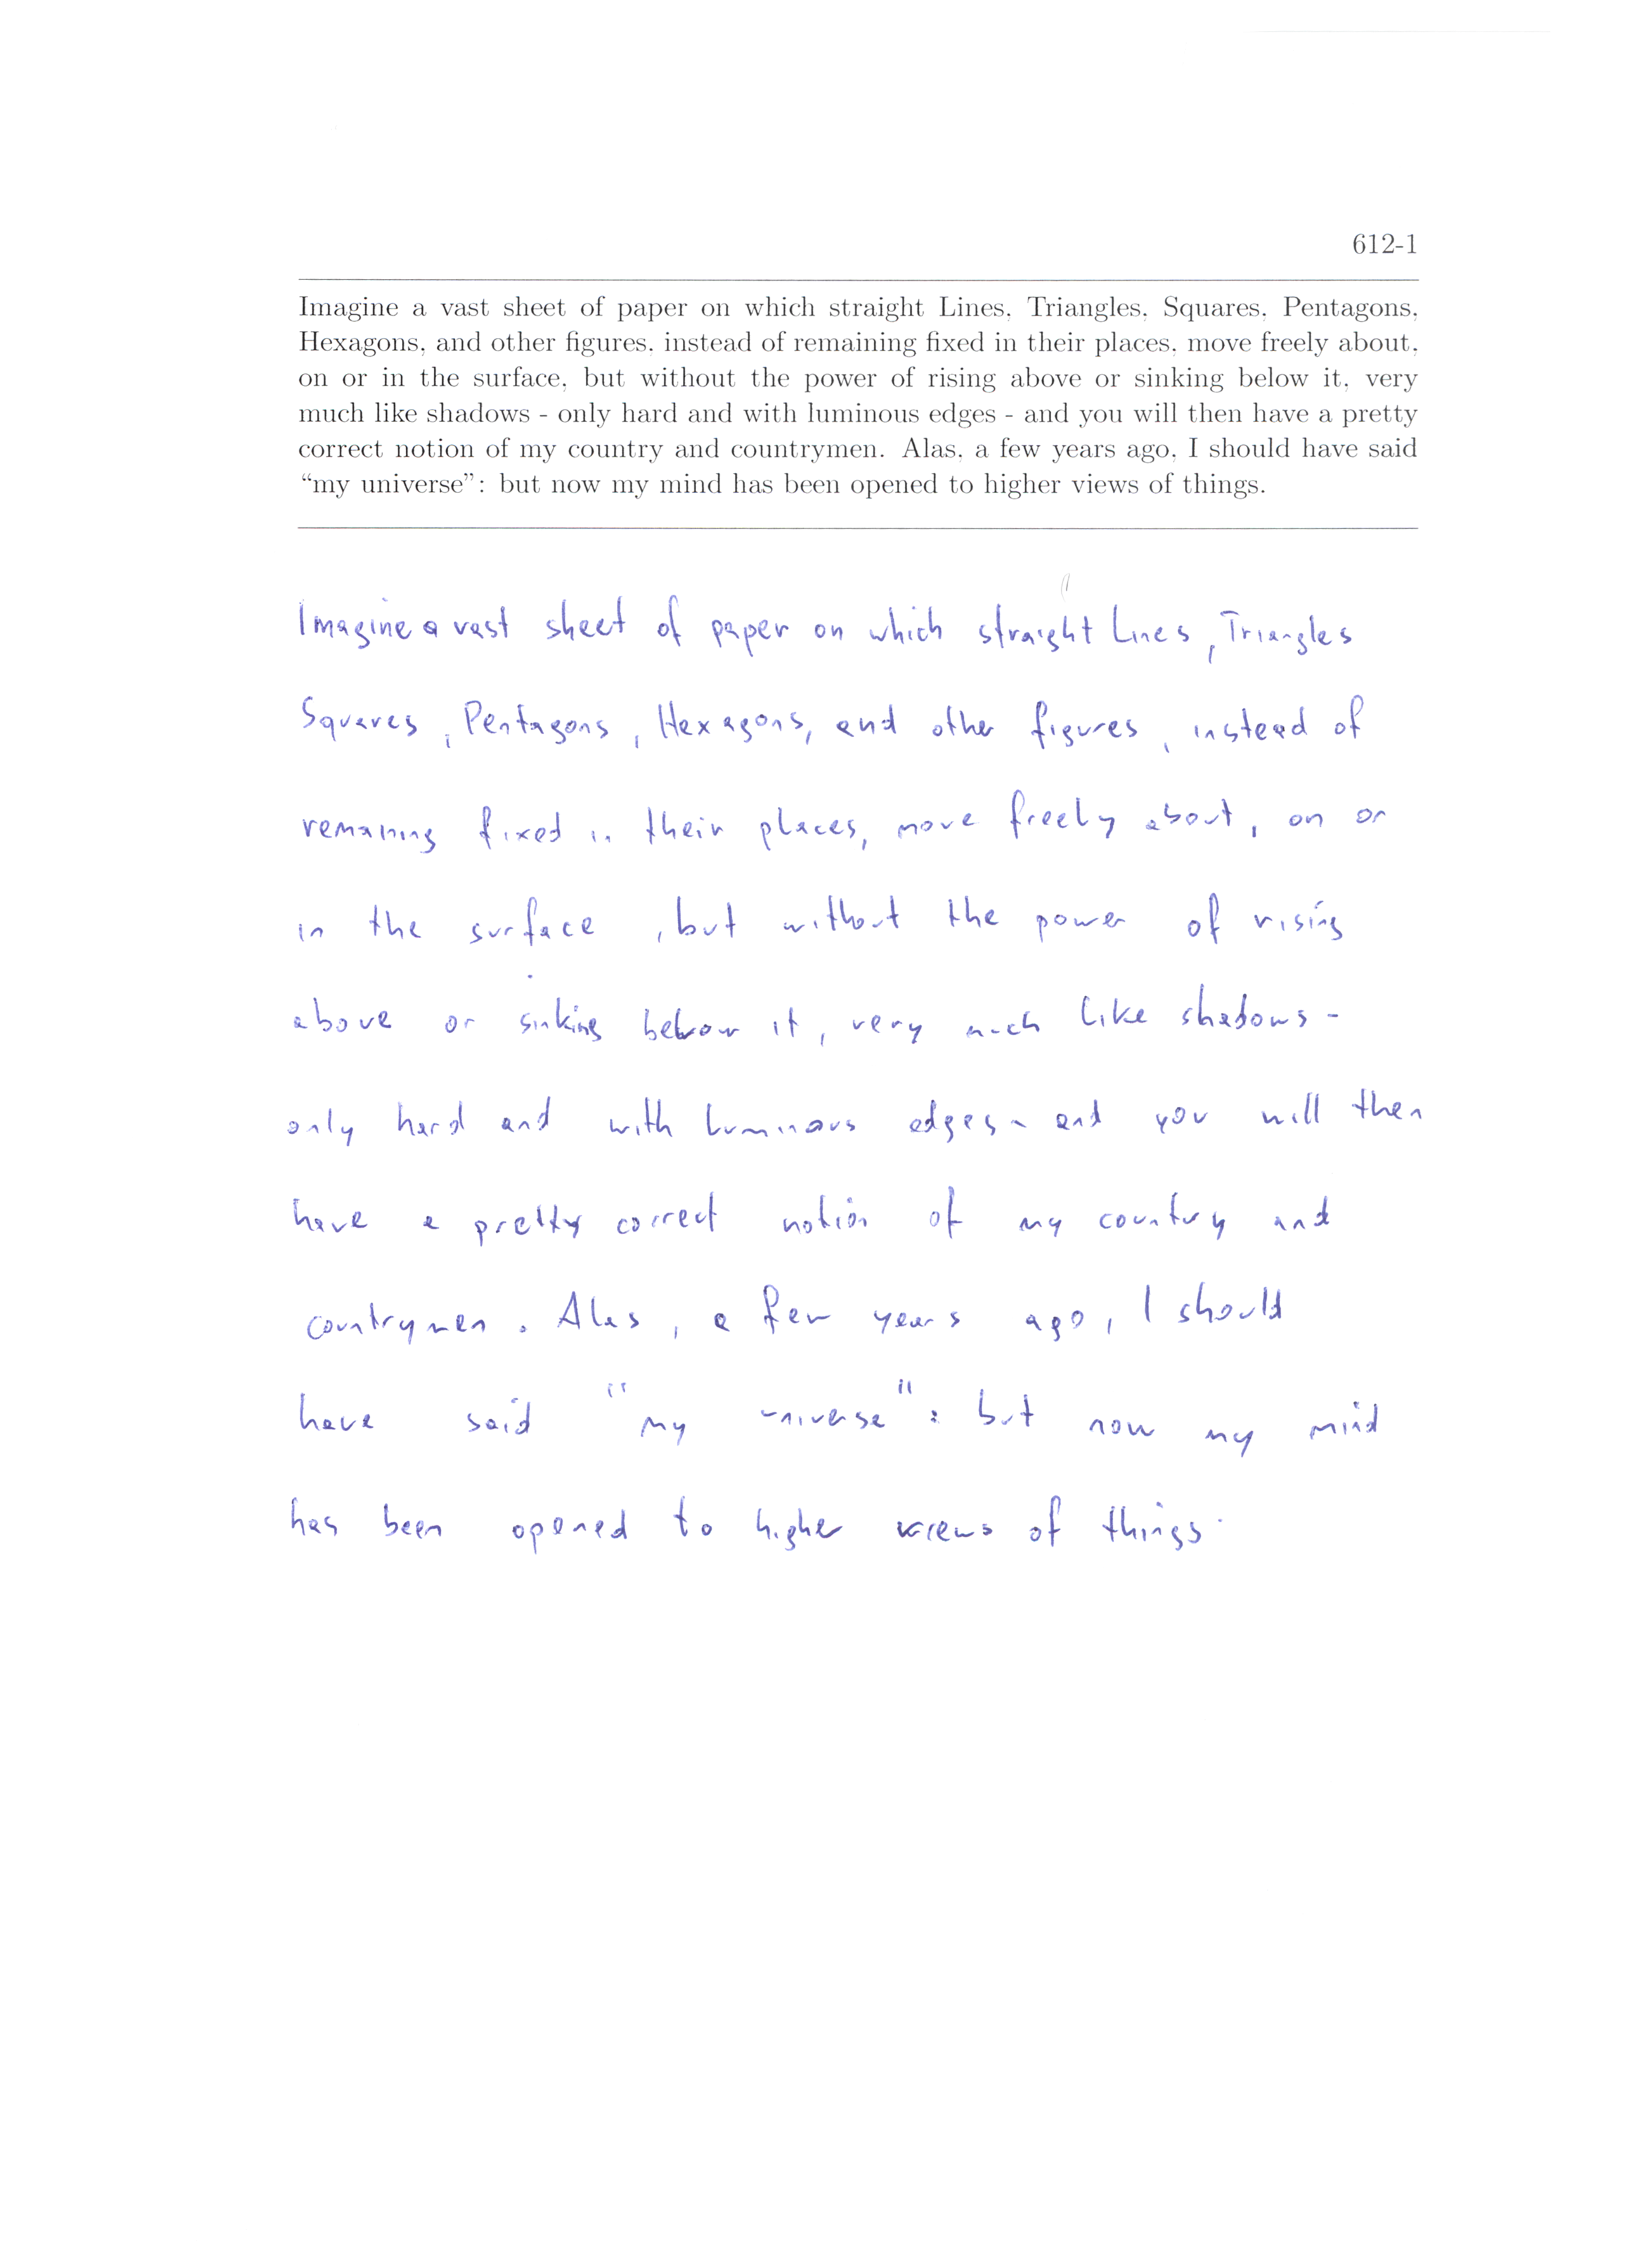 612-1
Imagine a vast sheet of paper on which straight Lines, Triangles, Squares, Pentagons,
Hexagons, and other figures, instead of remaining fixed in their places, move freely about,
on or in the surface, but without the power of rising above or sinking below it, very
much like shadows - only hard and with luminous edges - and you will then have a pretty
correct notion of my country and countrymen. Alas, a few years ago, I should have said
“my universe”: but now my mind has been opened to higher views of things.
Imagine a vast sheet of paper on which straight Lines, Triangles
Squares, Pentagons, Hexagons, and other figures, instead of
remaining fixed in their places, move freely about, on or
in the surface, but without the power of rising
above or sinking below it, very much like shadows -
only hard and with luminous edges - and you will then
have a pretty correct notion of my country and
countrymen. Alas, a few years ago, I should
have said "my universe": but now my mind
has been opened to higher views of things.